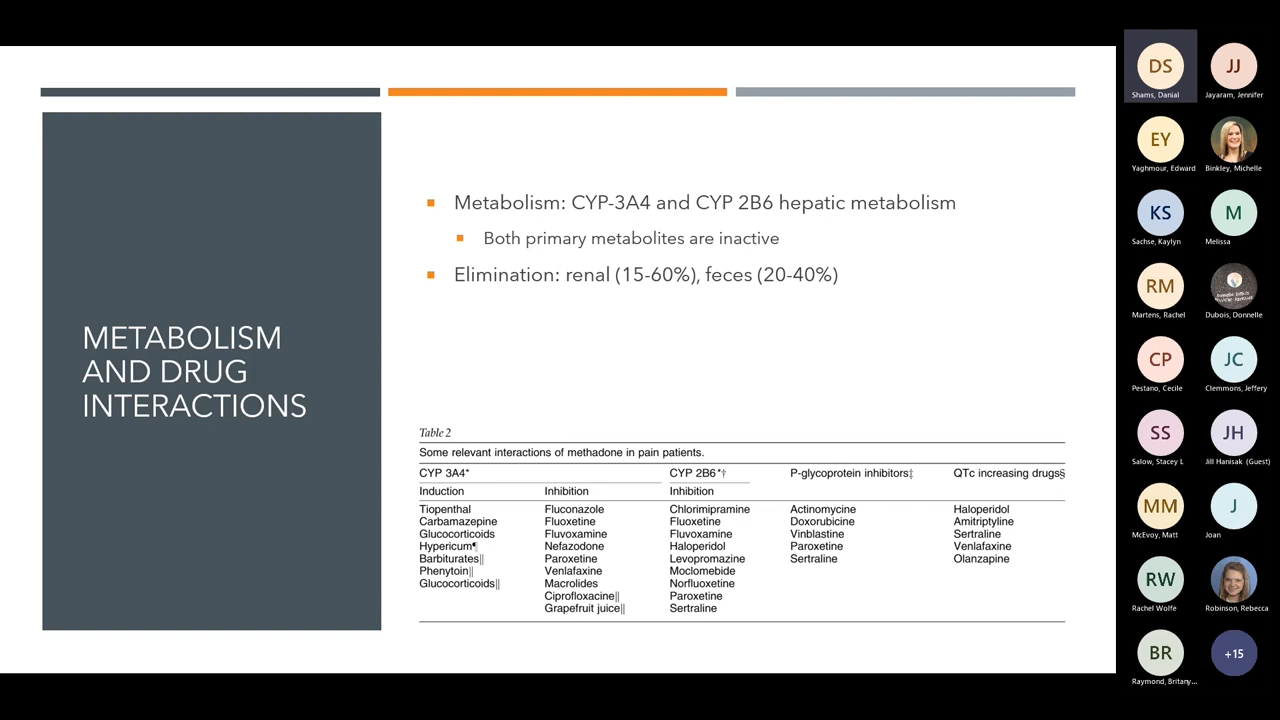 METABOLISM
AND DRUG
INTERACTIONS
Metabolism: CYP-3A4 and CYP 2B6 hepatic metabolism
Both primary metabolites are inactive
Elimination: renal (15-60%), feces (20-40%)
Table 2
Some relevant interactions of methadone in pain patients.
CYP 3A4* CYP 2B6*† P-glycoprotein inhibitors‡ QTc increasing drugs§
Induction Inhibition Inhibition
Tiopenthal Fluconazole Chlorimipramine Actinomycine Haloperidol
Carbamazepine Fluoxetine Fluoxetine Doxorubicine Amitriptyline
Glucocorticoids Fluvoxamine Fluvoxamine Vinblastine Sertraline
Hypericum¶ Nefazodone Haloperidol Paroxetine Venlafaxine
Barbiturates|| Paroxetine Levopromazine Sertraline Olanzapine
Phenytoin|| Venlafaxine Moclomebide
Glucocorticoids|| Macrolides Norfluoxetine
Ciprofloxacine|| Paroxetine
Grapefruit juice|| Sertraline
DS JJ
Shams, Danial Jayaram, Jennifer
EY
Yaghmour, Edward Binkley, Michelle
KS M
Sachse, Kaylyn Melissa
RM
Martens, Rachel Dubois, Donnelle
CP JC
Pestano, Cecile Clemmons, Jeffery
SS JH
Salow, Stacey L Jill Hanisak (Guest)
MM J
McEvoy, Matt Joan
RW
Rachel Wolfe Robinson, Rebecca
BR +15
Raymond, Britany...